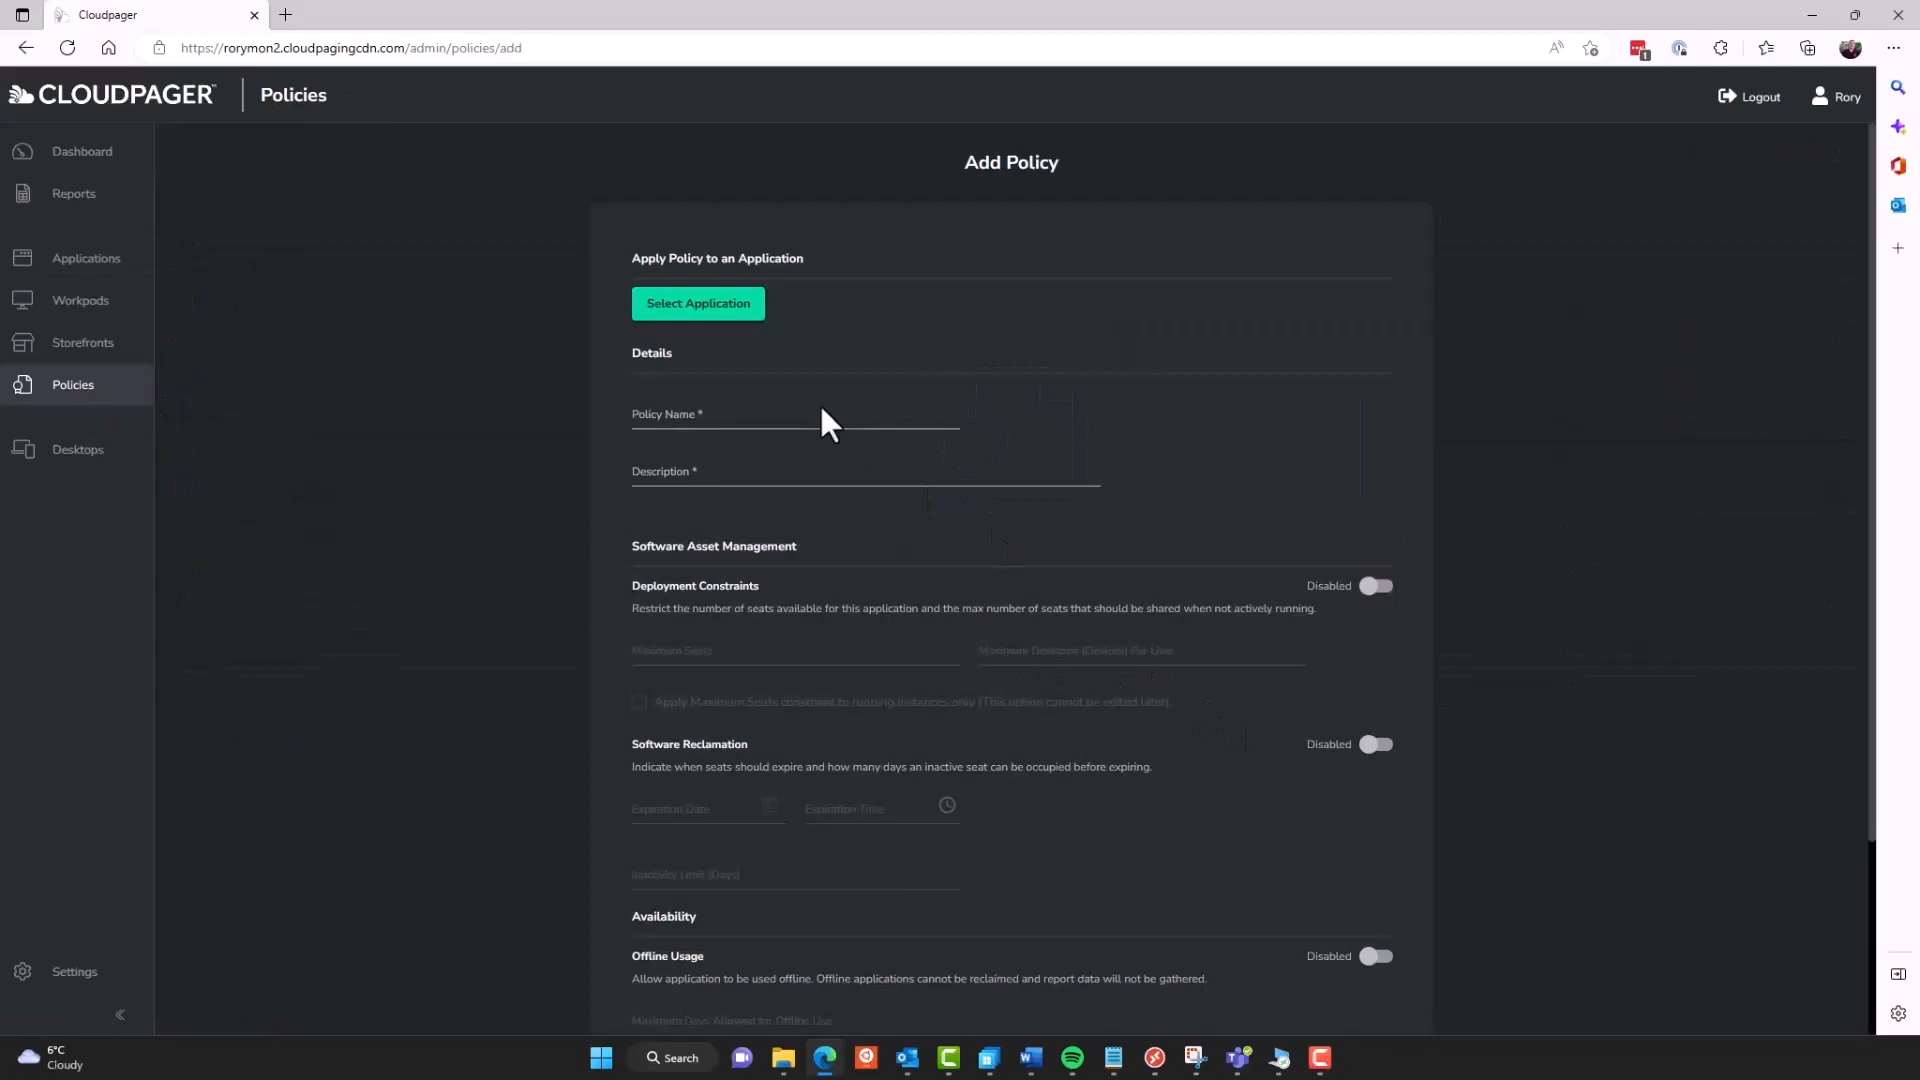 Cloudpager
https://rorymon2.cloudpagingcdn.com/admin/policies/add
1
CLOUDPAGER
Policies
Logout
Rory
Dashboard
Reports
Applications
Workpods
Storefronts
Policies
Desktops
Settings
Add Policy
Apply Policy to an Application
Select Application
Details
Policy Name *
Description *
Software Asset Management
Deployment Constraints
Disabled
Restrict the number of seats available for this application and the max number of seats that should be shared when not actively running.
Maximum Seats
Maximum Desktops (Devices) Per User
Apply Maximum Seats constraint to running instances only (This option cannot be edited later).
Software Reclamation
Disabled
Indicate when seats should expire and how many days an inactive seat can be occupied before expiring.
Expiration Date
Expiration Time
Inactivity Limit (Days)
Availability
Offline Usage
Disabled
Allow application to be used offline. Offline applications cannot be reclaimed and report data will not be gathered.
Maximum Days Allowed for Offline Use
6°C
Cloudy
Search